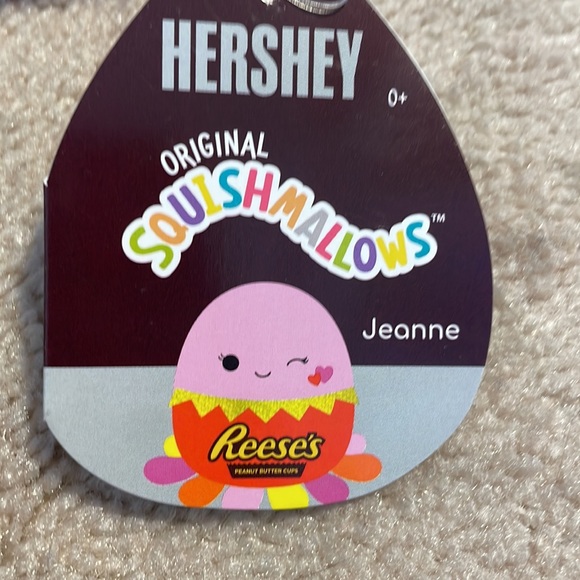 HERSHEY
0+
ORIGINAL
SQUISHMALLOWS™
Jeanne
Reese's
PEANUT BUTTER CUPS